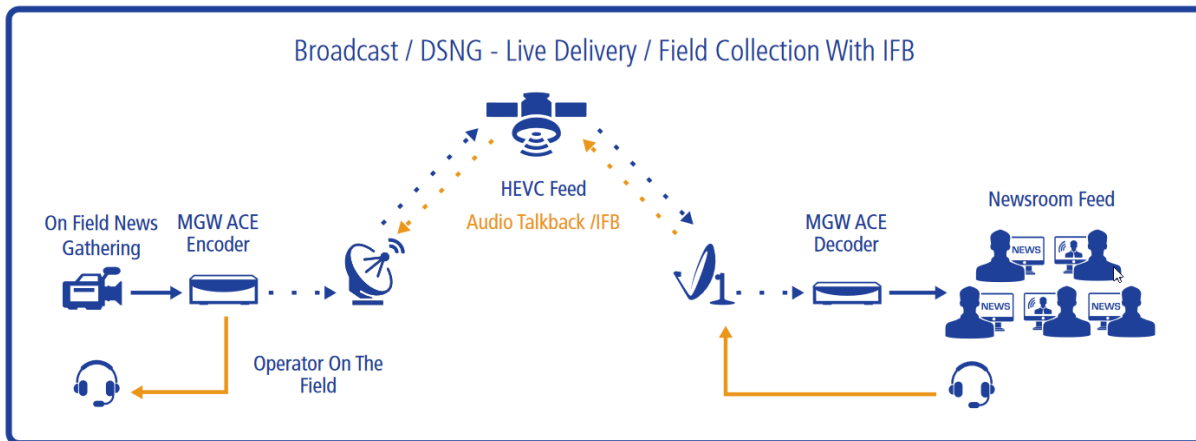 Broadcast / DSNG - Live Delivery / Field Collection With IFB
HEVC Feed
Audio Talkback /IFB
On Field News
Gathering
MGW ACE
Encoder
MGW ACE
Decoder
Newsroom Feed
NEWS
NEWS
NEWS
Operator On The
Field